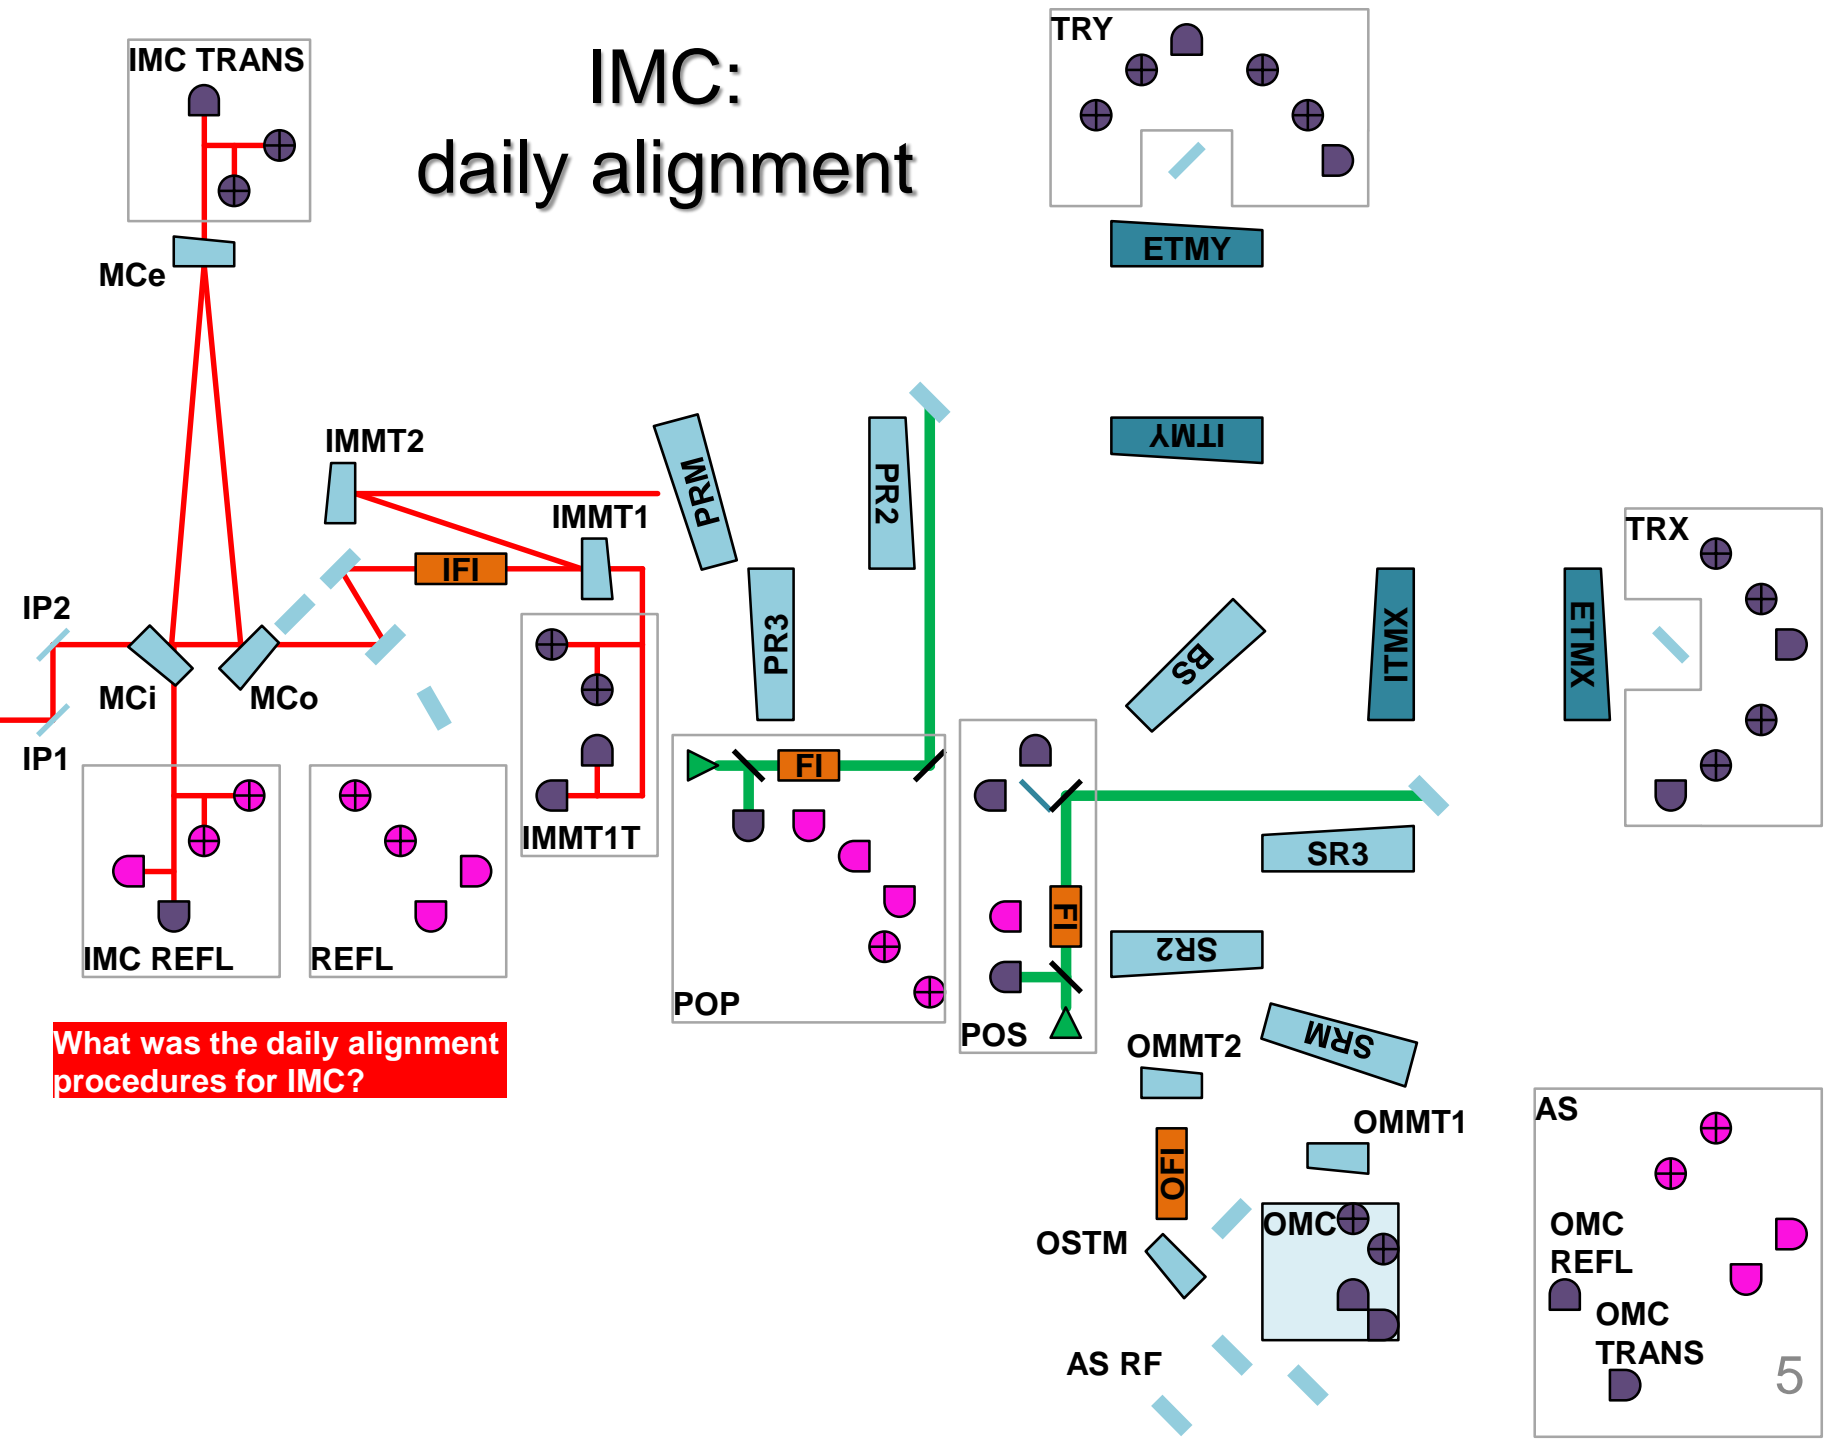 IMC:
daily alignment
IMC TRANS
TRY
MCe
ETMY
IMMT2
ITMY
PRM
PR2
IMMT1
TRX
IFI
IP2
PR3
BS
ITMX
ETMX
MCi
MCo
IP1
FI
IMMT1T
SR3
FI
IMC REFL
REFL
SR2
POP
POS
What was the daily alignment
procedures for IMC?
OMMT2
SRM
OMMT1
AS
OFI
OMC
OSTM
OMC
REFL
OMC
TRANS
AS RF
5